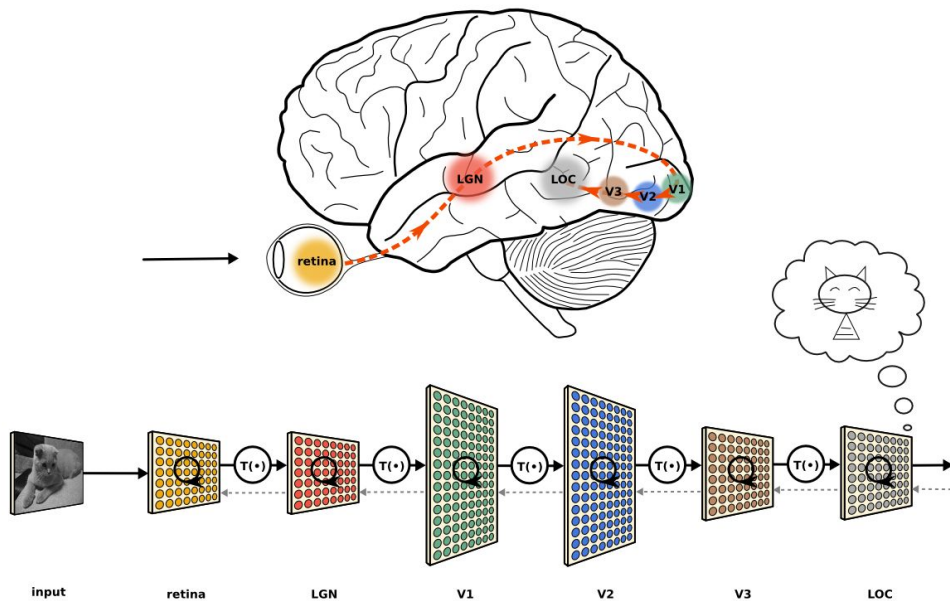 LGN
LOC
V3
V2
V1
retina
T(•)
T(•)
T(•)
T(•)
T(•)
input
retina
LGN
V1
V2
V3
LOC